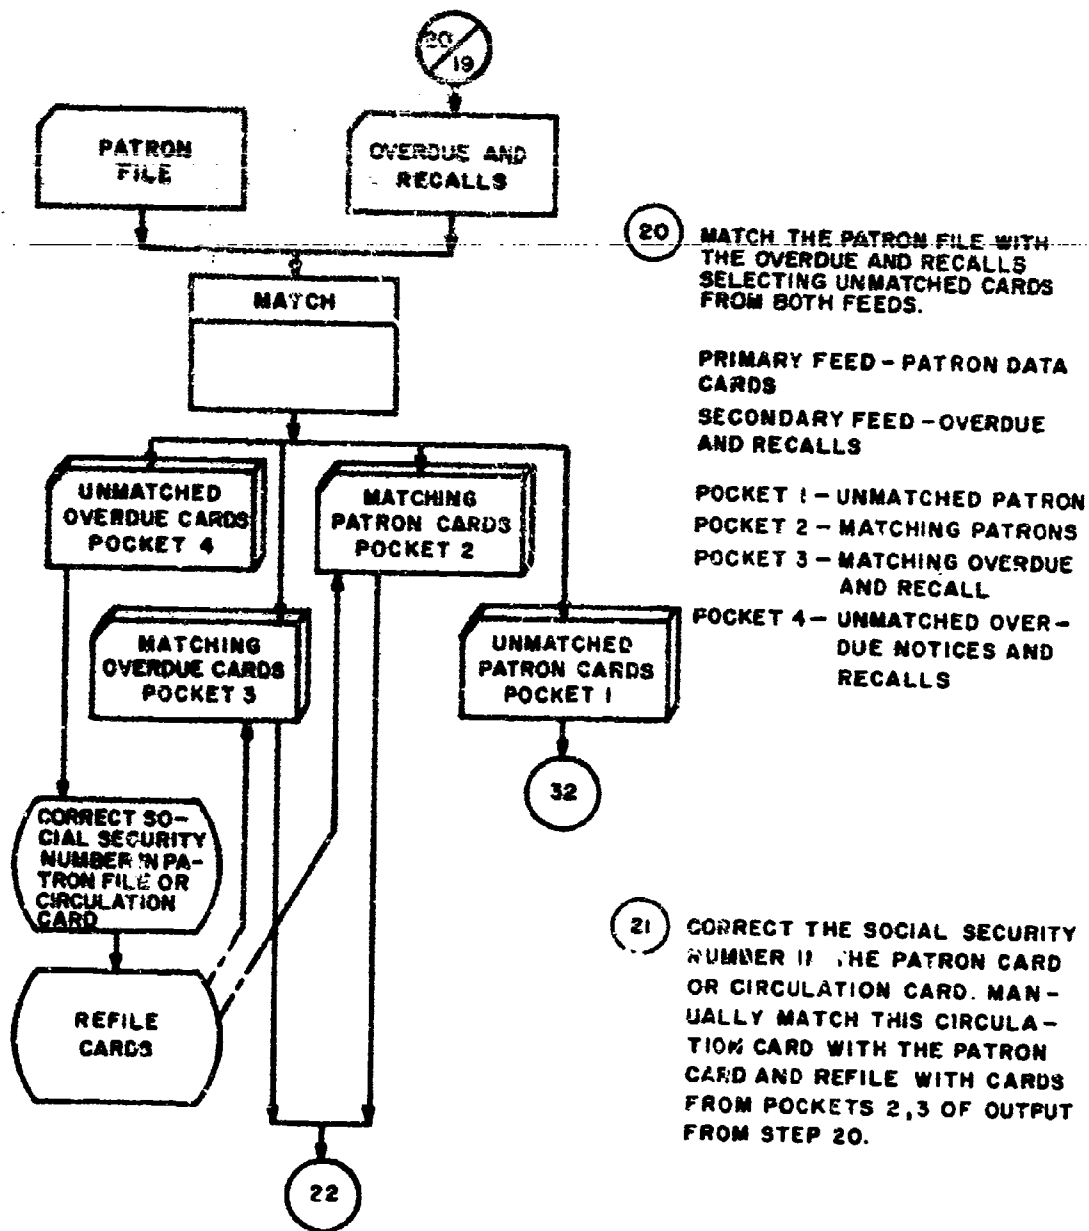 20
19
PATRON
FILE
OVERDUE AND
RECALLS
MATCH
UNMATCHED
OVERDUE CARDS
POCKET 4
MATCHING
PATRON CARDS
POCKET 2
MATCHING
OVERDUE CARDS
POCKET 3
UNMATCHED
PATRON CARDS
POCKET 1
32
CORRECT SO-
CIAL SECURITY
NUMBER IN PA-
TRON FILE OR
CIRCULATION
CARD
REFILE
CARDS
22
20 MATCH THE PATRON FILE WITH
THE OVERDUE AND RECALLS
SELECTING UNMATCHED CARDS
FROM BOTH FEEDS.
PRIMARY FEED - PATRON DATA
CARDS
SECONDARY FEED - OVERDUE
AND RECALLS
POCKET 1 - UNMATCHED PATRON
POCKET 2 - MATCHING PATRONS
POCKET 3 - MATCHING OVERDUE
AND RECALL
POCKET 4 - UNMATCHED OVER-
DUE NOTICES AND
RECALLS
21 CORRECT THE SOCIAL SECURITY
NUMBER IN THE PATRON CARD
OR CIRCULATION CARD. MAN-
UALLY MATCH THIS CIRCULA-
TION CARD WITH THE PATRON
CARD AND REFILE WITH CARDS
FROM POCKETS 2,3 OF OUTPUT
FROM STEP 20.